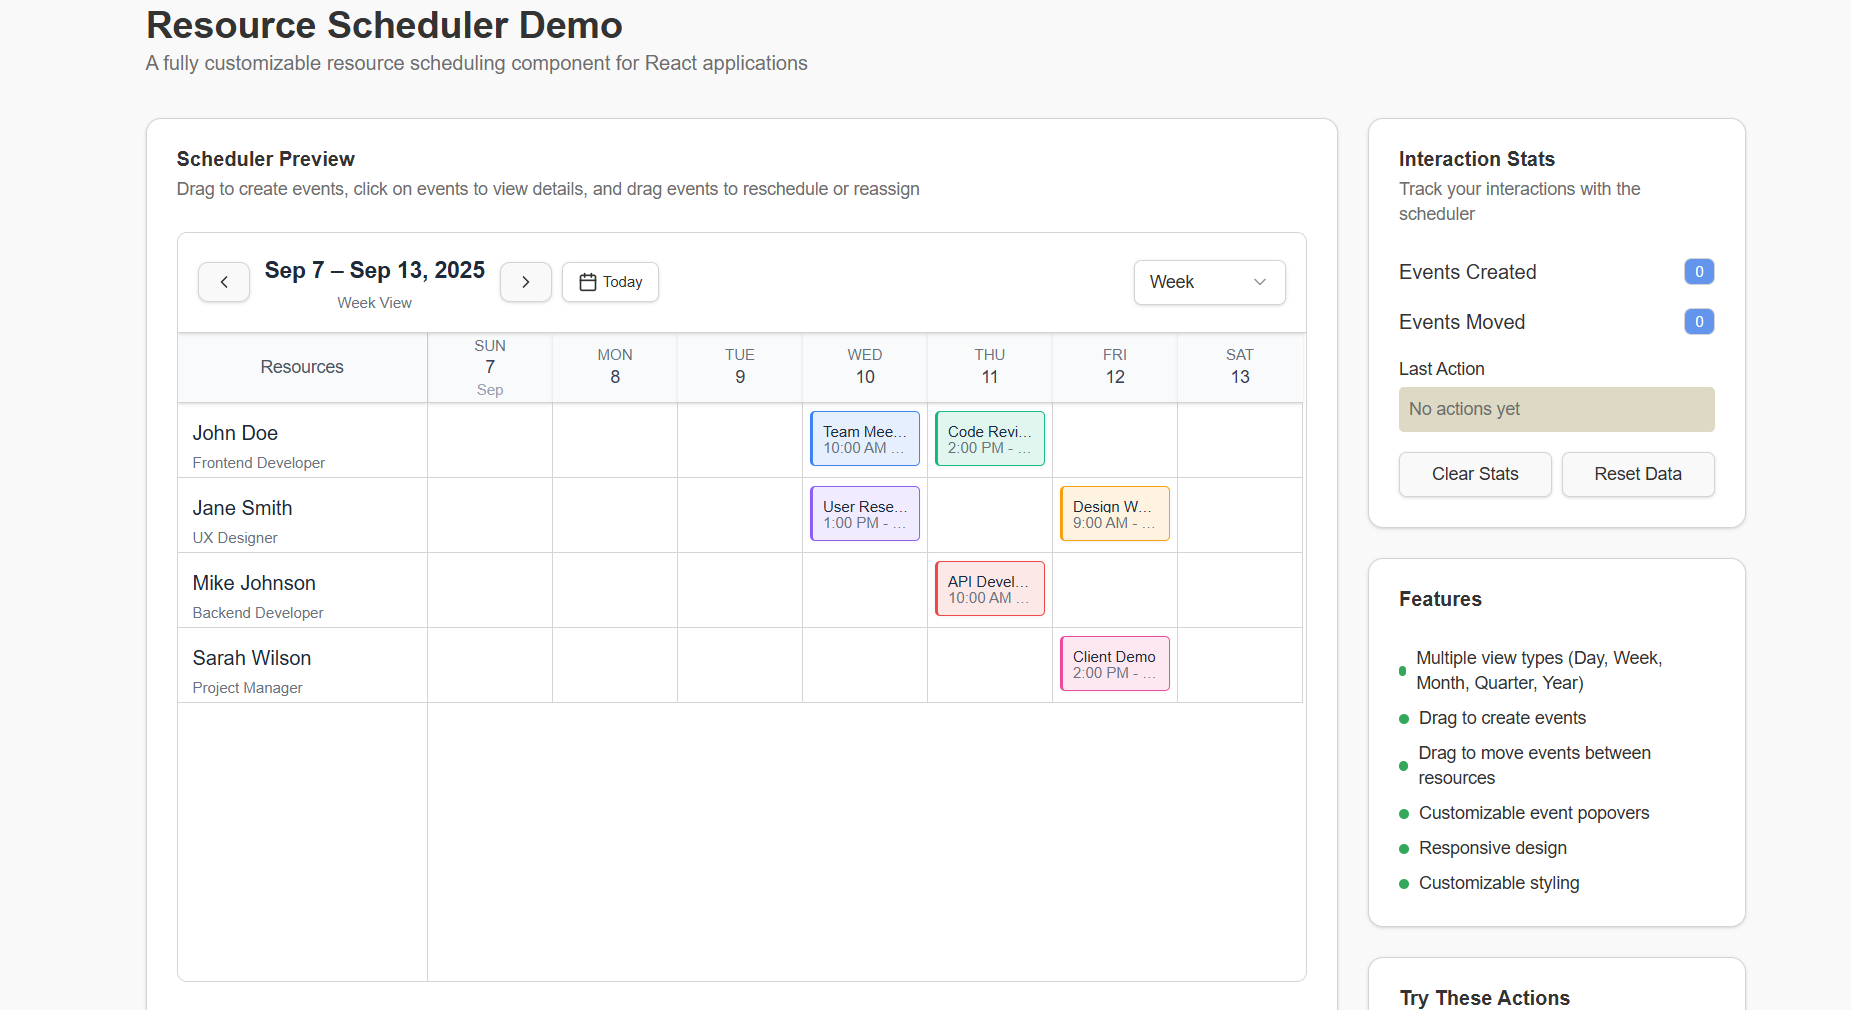 Resource Scheduler Demo
A fully customizable resource scheduling component for React applications
Scheduler Preview
Drag to create events, click on events to view details, and drag events to reschedule or reassign
Sep 7 – Sep 13, 2025
Week View
Today
Week
Resources
SUN
7
Sep
MON
8
TUE
9
WED
10
THU
11
FRI
12
SAT
13
John Doe
Frontend Developer
Team Mee...
10:00 AM ...
Code Revi...
2:00 PM - ...
Jane Smith
UX Designer
User Rese...
1:00 PM - ...
Design W...
9:00 AM - ...
Mike Johnson
Backend Developer
API Devel...
10:00 AM ...
Sarah Wilson
Project Manager
Client Demo
2:00 PM - ...
Interaction Stats
Track your interactions with the
scheduler
Events Created 0
Events Moved 0
Last Action
No actions yet
Clear Stats
Reset Data
Features
Multiple view types (Day, Week,
Month, Quarter, Year)
Drag to create events
Drag to move events between
resources
Customizable event popovers
Responsive design
Customizable styling
Try These Actions